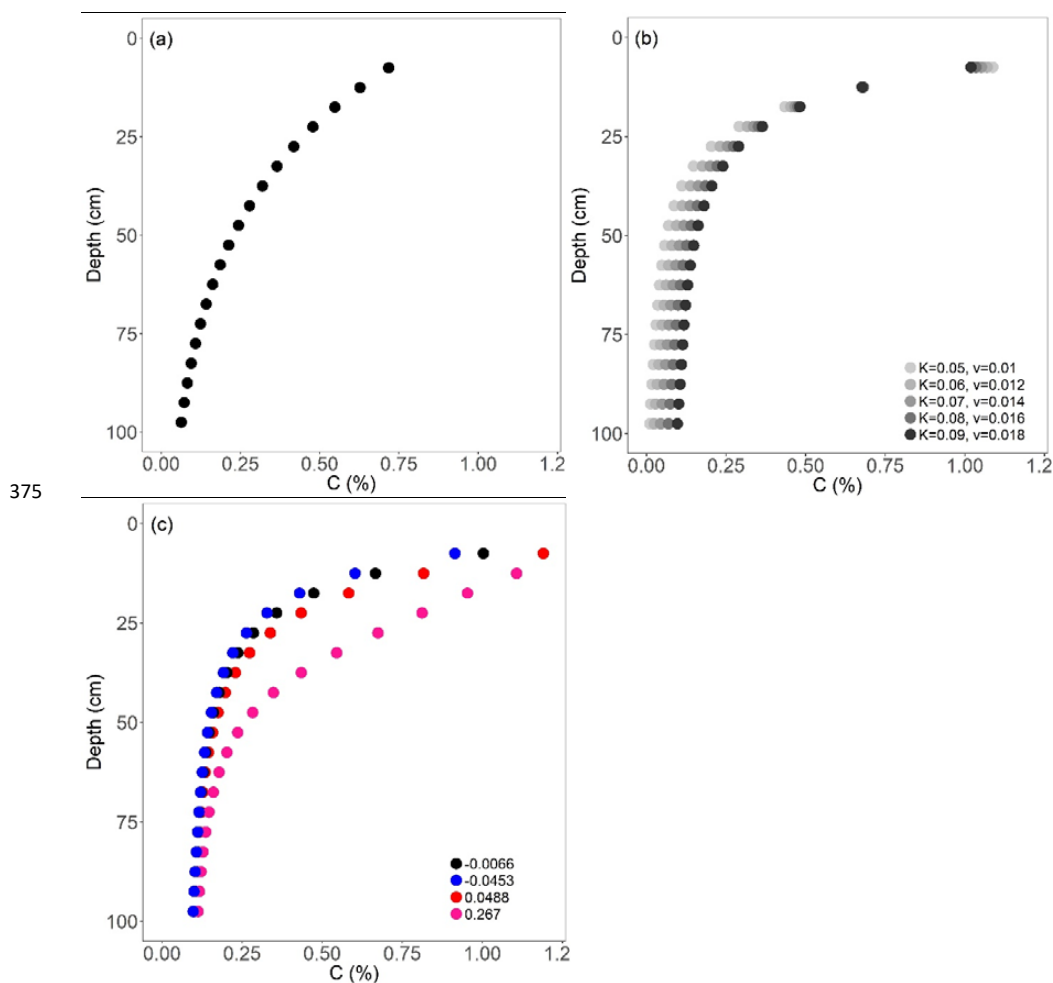 (a)
0
25
50
75
100
Depth (cm)
0.00 0.25 0.50 0.75 1.00 1.2
C (%)
(b)
0
25
50
75
100
Depth (cm)
K=0.05, v=0.01
K=0.06, v=0.012
K=0.07, v=0.014
K=0.08, v=0.016
K=0.09, v=0.018
0.00 0.25 0.50 0.75 1.00 1.2
C (%)
375
(c)
0
25
50
75
100
Depth (cm)
-0.0066
-0.0453
0.0488
0.267
0.00 0.25 0.50 0.75 1.00 1.2
C (%)